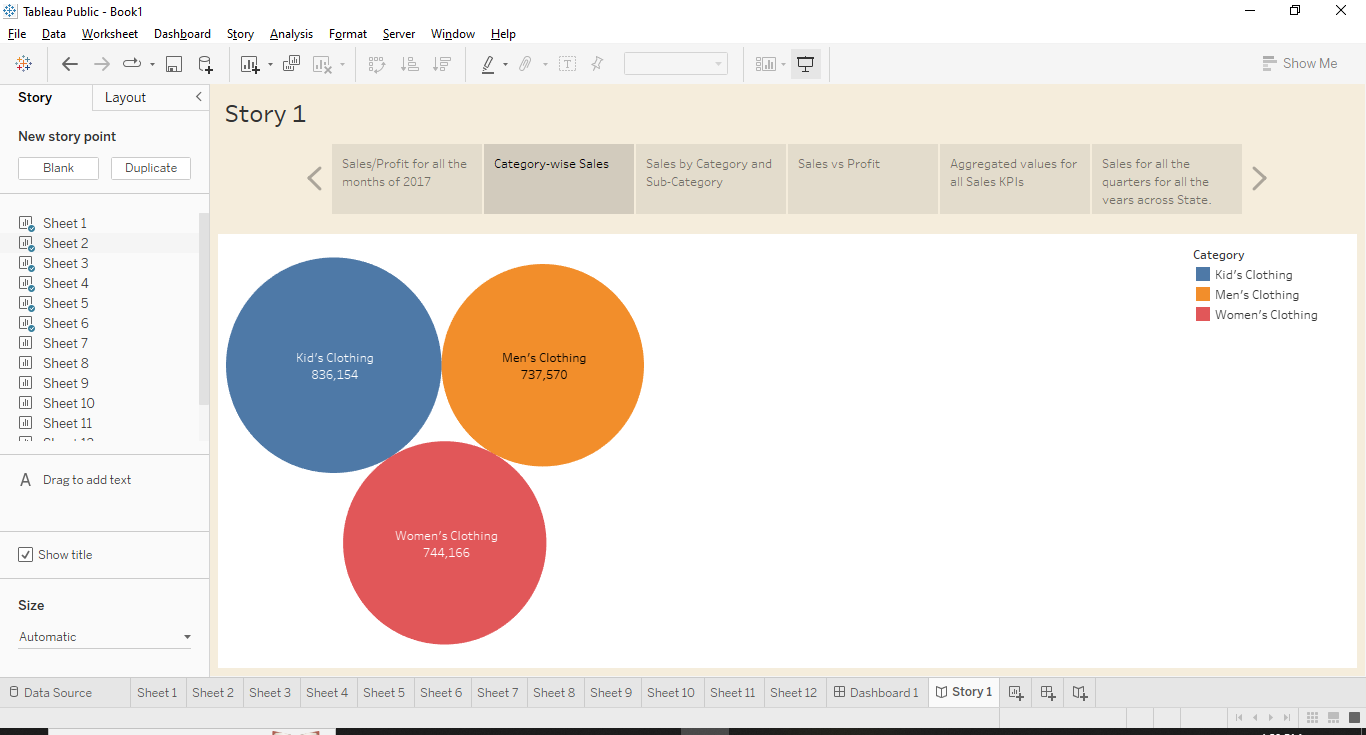 Tableau Public - Book1
File Data Worksheet Dashboard Story Analysis Format Server Window Help
Show Me
Story Layout
New story point
Blank Duplicate
Sheet 1
Sheet 2
Sheet 3
Sheet 4
Sheet 5
Sheet 6
Sheet 7
Sheet 8
Sheet 9
Sheet 10
Sheet 11
A Drag to add text
Show title
Size
Automatic
Story 1
Sales/Profit for all the
months of 2017
Category-wise Sales
Sales by Category and
Sub-Category
Sales vs Profit
Aggregated values for
all Sales KPIs
Sales for all the
quarters for all the
years across State.
Kid's Clothing
836,154
Men's Clothing
737,570
Women's Clothing
744,166
Category
Kid's Clothing
Men's Clothing
Women's Clothing
Data Source Sheet 1 Sheet 2 Sheet 3 Sheet 4 Sheet 5 Sheet 6 Sheet 7 Sheet 8 Sheet 9 Sheet 10 Sheet 11 Sheet 12 Dashboard 1 Story 1